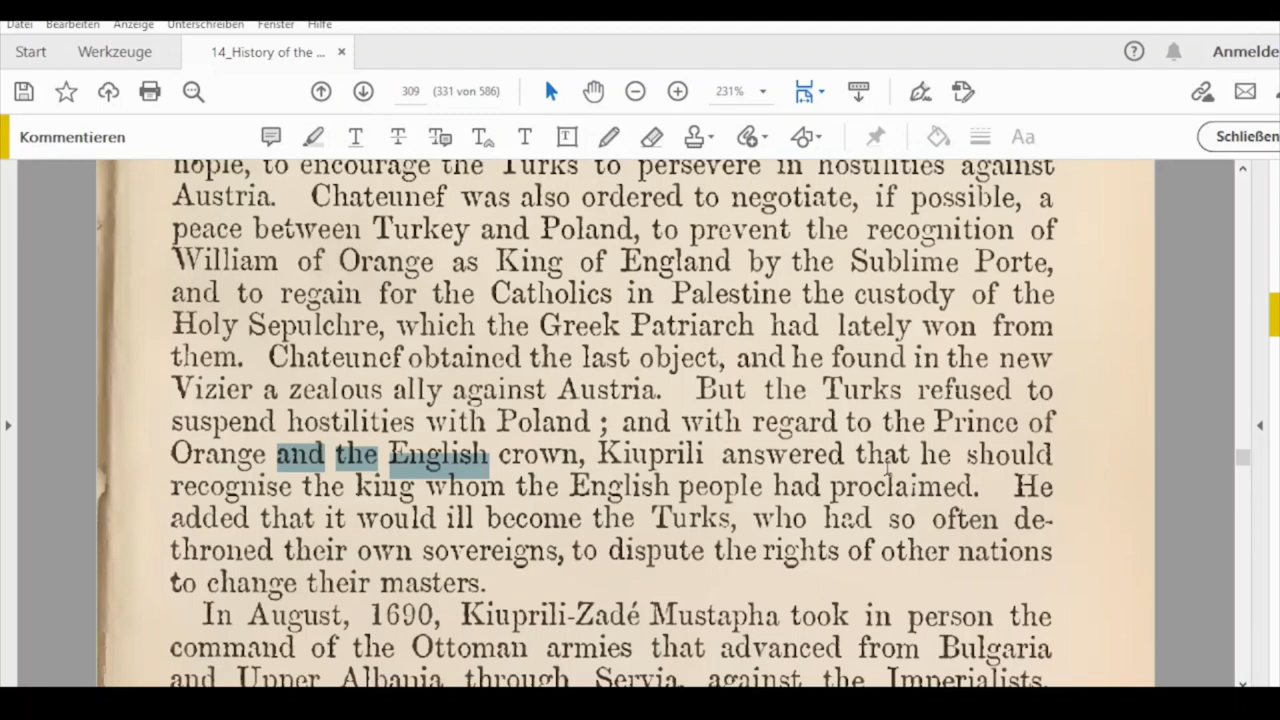 Datei Bearbeiten Anzeige Unterschreiben Fenster Hilfe
Start Werkzeuge 14_History of the ... × Anmelde
309 (331 von 586) 231%
Kommentieren Aa Schließen
nople, to encourage the Turks to persevere in hostilities against
Austria. Chateunef was also ordered to negotiate, if possible, a
peace between Turkey and Poland, to prevent the recognition of
William of Orange as King of England by the Sublime Porte,
and to regain for the Catholics in Palestine the custody of the
Holy Sepulchre, which the Greek Patriarch had lately won from
them. Chateunef obtained the last object, and he found in the new
Vizier a zealous ally against Austria. But the Turks refused to
suspend hostilities with Poland ; and with regard to the Prince of
Orange and the English crown, Kiuprili answered that he should
recognise the king whom the English people had proclaimed. He
added that it would ill become the Turks, who had so often de-
throned their own sovereigns, to dispute the rights of other nations
to change their masters.
In August, 1690, Kiuprili-Zadé Mustapha took in person the
command of the Ottoman armies that advanced from Bulgaria
and Upper Albania through Servia, against the Imperialists.